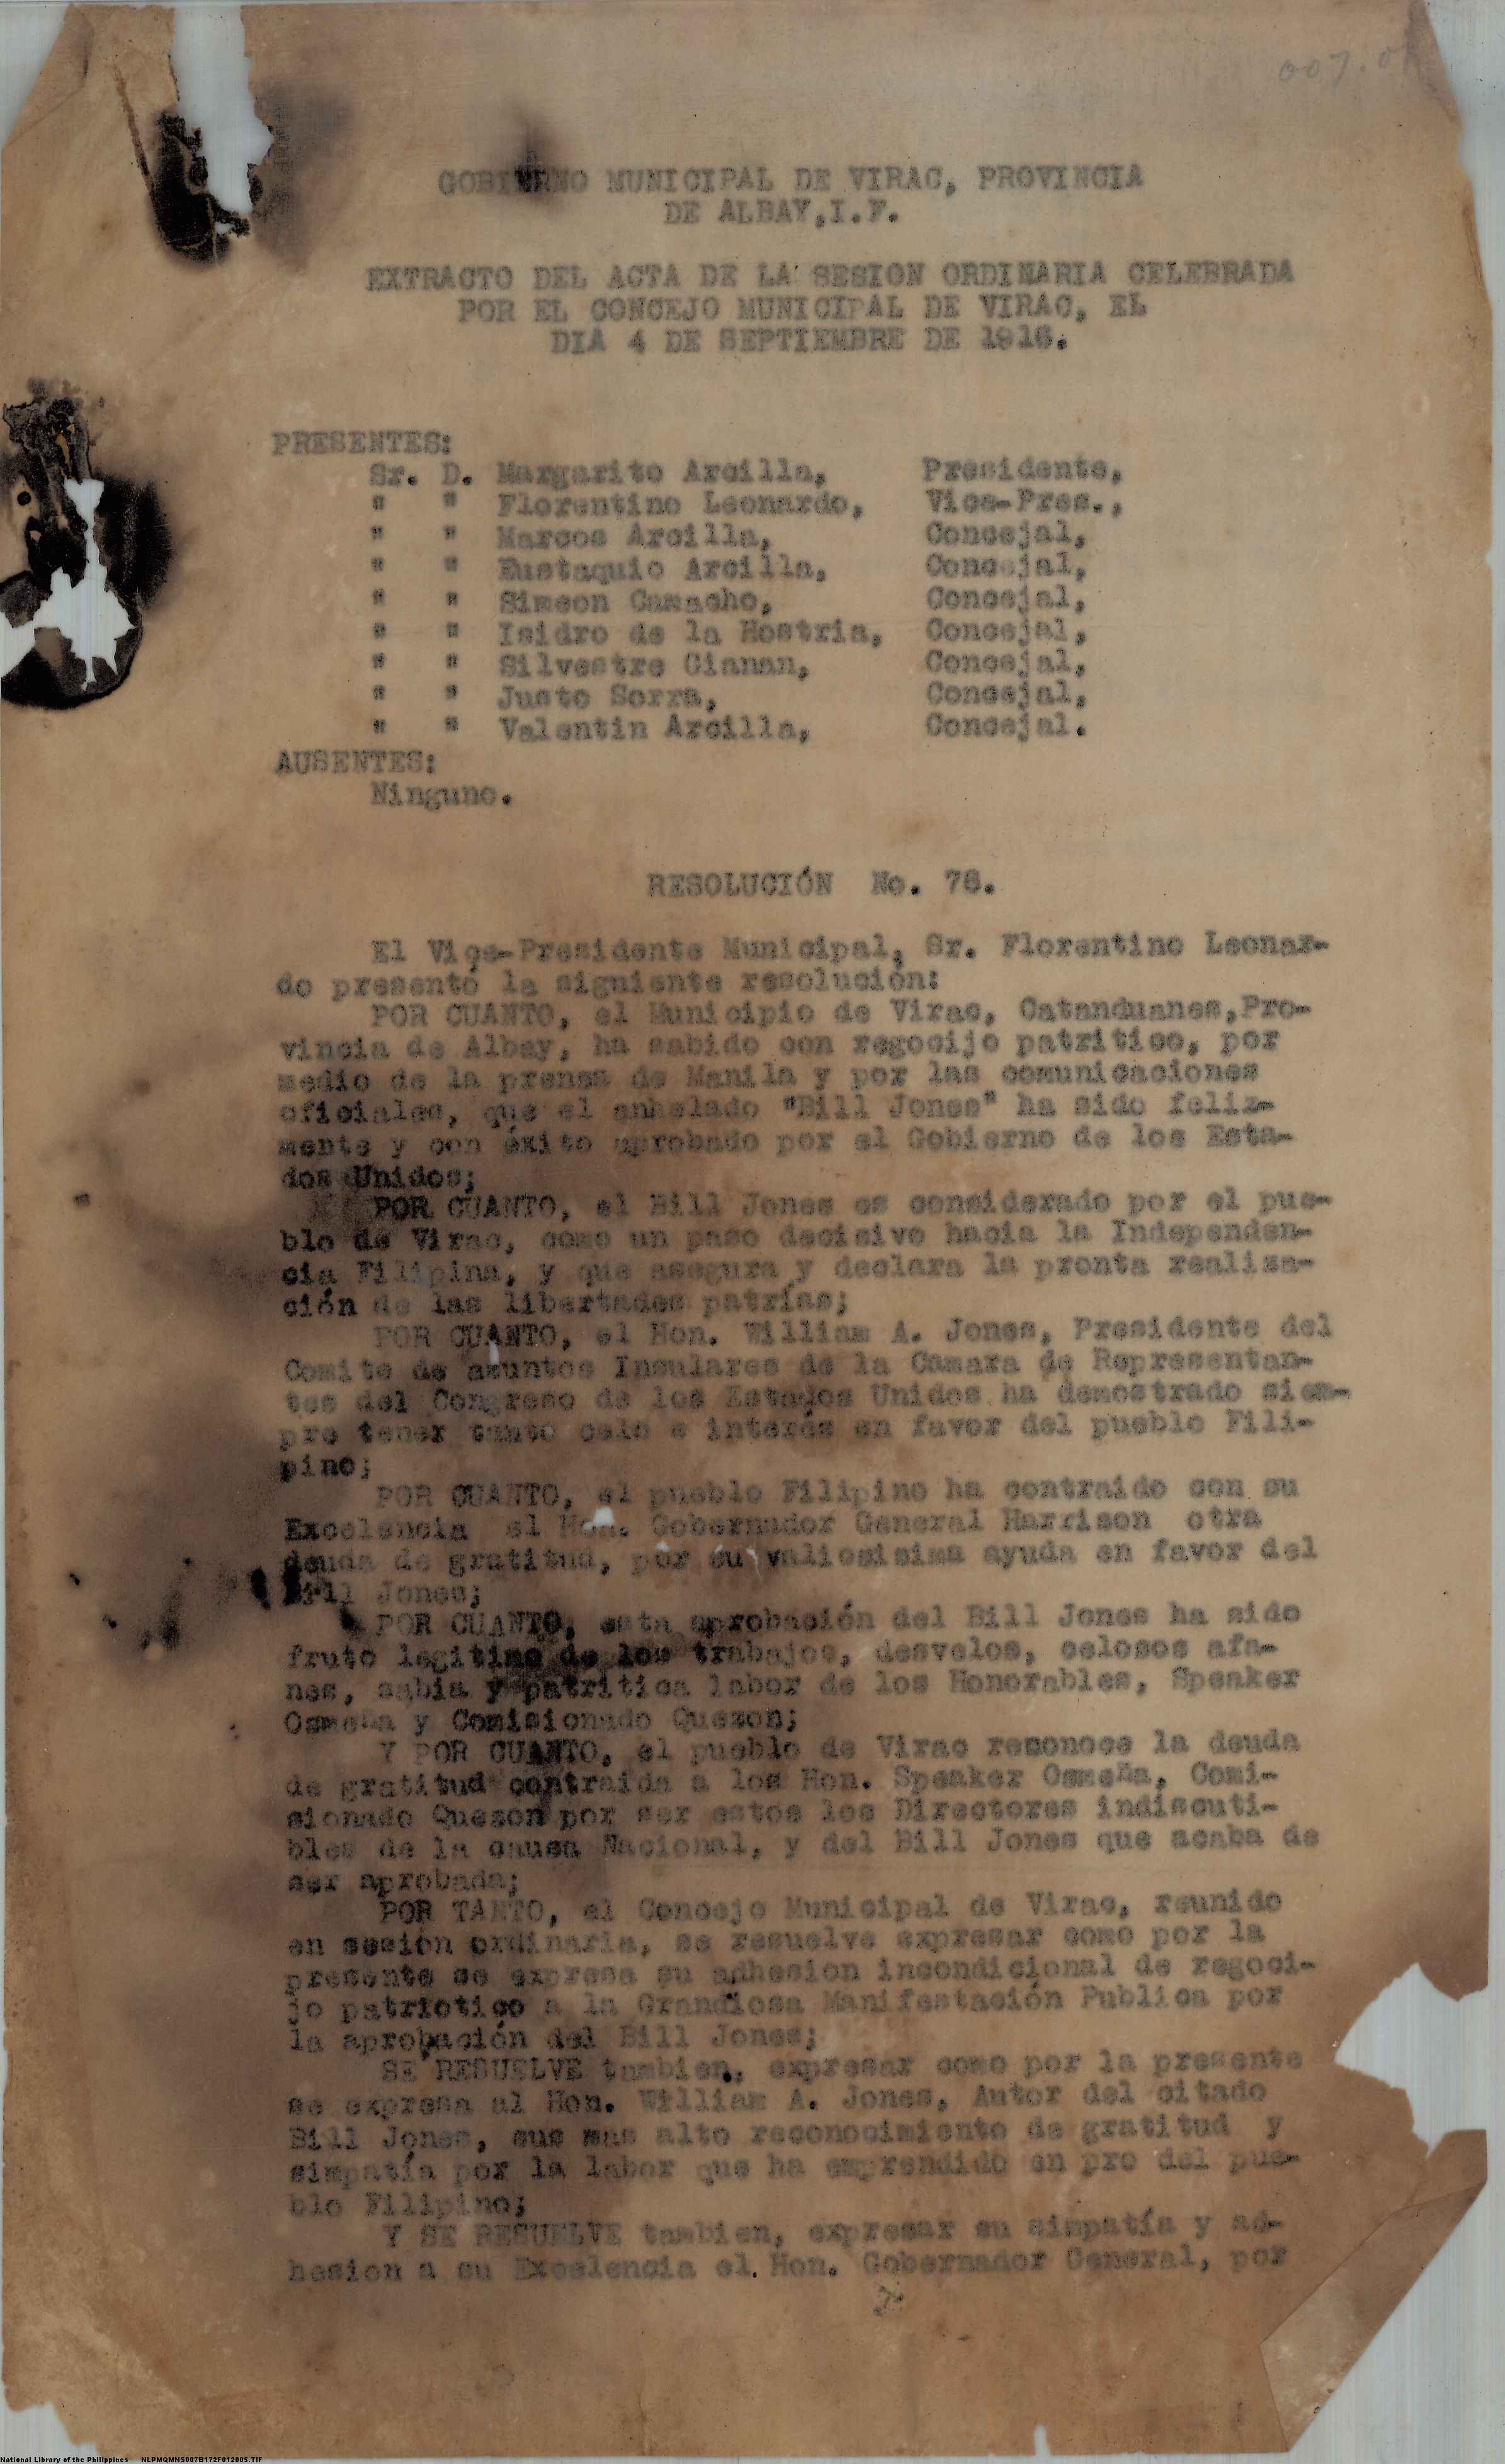 007.0
GOBIERNO MUNICIPAL DE VIRAC, PROVINCIA
DE ALBAY,I.F.
EXTRACTO DEL ACTA DE LA SESION ORDINARIA CELEBRADA
POR EL CONCEJO MUNICIPAL DE VIRAC, EL
DIA 4 DE SEPTIEMBRE DE 1916.
PRESENTES:
Sr. D. Margarito Arcilla, Presidente,
" " Florentino Leonardo, Vice-Pres.,
" " Marcos Arcilla, Concejal,
" " Eustaquio Arcilla, Concejal,
" " Simeon Camacho, Concejal,
" " Isidro de la Hostria, Concejal,
" " Silvestre Cianan, Concejal,
" " Justo Sorra, Concejal,
" " Valentin Arcilla, Concejal.
AUSENTES:
Ninguno.
RESOLUCIÓN No. 76.
El Vice-Presidente Municipal, Sr. Florentino Leonar-
do presentó la siguiente resolución:
POR CUANTO, el Municipio de Virac, Catanduanes,Pro-
vincia de Albay, ha sabido con regocijo patritico, por
medio de la prensa de Manila y por las comunicaciones
oficiales, que el anhelado "Bill Jones" ha sido feliz-
mente y con éxito aprobado por el Gobierno de los Esta-
dos Unidos;
POR CUANTO, el Bill Jones es considerado por el pue-
blo de Virac, como un paso decisivo hacia la Independen-
cia Filipina, y que asegura y declara la pronta realiza-
ción de las libertades patrías;
POR CUANTO, el Hon. William A. Jones, Presidente del
Comite de asuntos Insulares de la Camara de Representan-
tes del Congreso de los Estados Unidos ha demostrado siem-
pre tener tanto celo e interés en favor del pueblo Fili-
pino;
POR CUANTO, el pueblo Filipino ha contraido con su
Excelencia el Hon. Gobernador General Harrison otra
deuda de gratitud, por su valiosisima ayuda en favor del
Bill Jones;
POR CUANTO, esta aprobación del Bill Jones ha sido
fruto legitimo de los trabajos, desvelos, celosos afa-
nes, sabia y patritica labor de los Honorables, Speaker
Osmeña y Comisionado Quezon;
Y POR CUANTO, el pueblo de Virac reconoce la deuda
de gratitud contraida a los Hon. Speaker Osmeña, Comi-
sionado Quezon por ser estos los Directores indiscuti-
bles de la causa Nacional, y del Bill Jones que acaba de
ser aprobada;
POR TANTO, el Concejo Municipal de Virac, reunido
en sesión ordinaria, se resuelve expresar como por la
presente se expresa su adhesion incondicional de regoci-
jo patriotico a la Grandiosa Manifestación Publica por
la aprobación del Bill Jones;
SE RESUELVE tambien, expresar como por la presente
se expresa al Hon. William A. Jones, Autor del citado
Bill Jones, sus mas alto reconocimiento de gratitud y
simpatía por la labor que ha emprendido en pro del pue-
blo Filipino;
Y SE RESUELVE tambien, expresar su simpatía y ad-
hesion a su Excelencia el Hon. Gobernador General, por
National Library of the Philippines NLPMQMNS007B172F012005.TIF